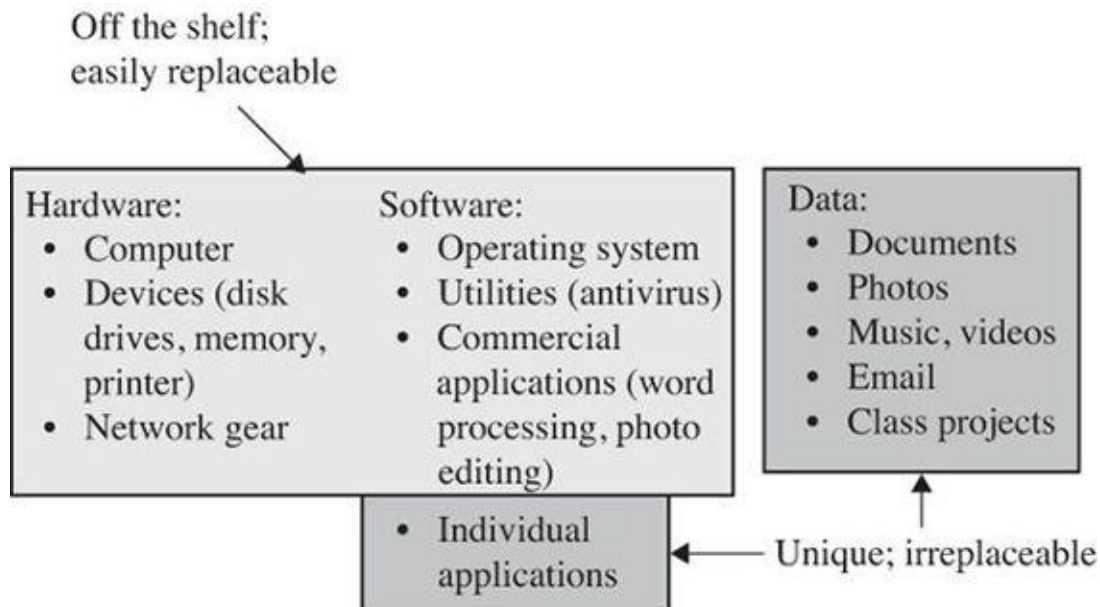 Off the shelf;
easily replaceable
Hardware:
• Computer
• Devices (disk
drives, memory,
printer)
• Network gear
Software:
• Operating system
• Utilities (antivirus)
• Commercial
applications (word
processing, photo
editing)
• Individual
applications
Data:
• Documents
• Photos
• Music, videos
• Email
• Class projects
Unique; irreplaceable